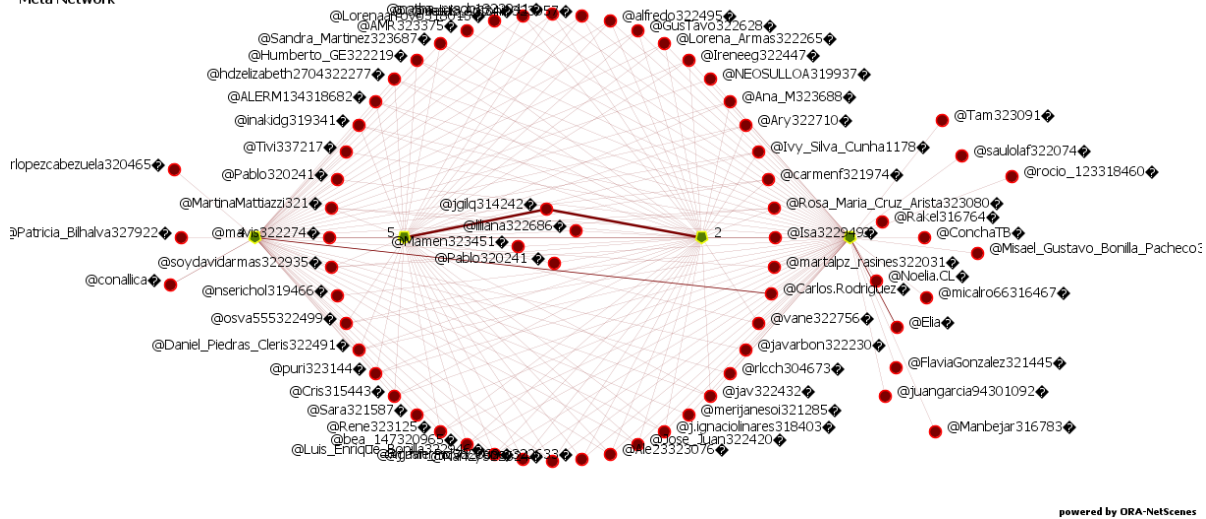 Meta Network
@alfredo322495�
@GusTavo322628�
@AMR323375�
@Lorena_Armas322265�
@Sandra_Martinez323687�
@Ireneeg322447�
@Humberto_GE322219�
@NEOSULLOA319937�
@hdzelizabeth2704322277�
@Ana_M323688�
@ALERM134318682�
@Tam323091�
@Ary322710�
@inakidg319341�
@Ivy_Silva_Cunha1178�
@saulolaf322074�
@Tivi337217�
rlopezcabezuela320465�
@rocio_123318460�
@carmenf321974�
@Pablo320241�
@jgilq314242�
@Rosa_Maria_Cruz_Arista323080�
@MartinaMattiazzi321�
@Rakel316764�
@liliana322686�
@Patricia_Bilhalva327922�
@malvis322274�
5
2
@ConchaTB�
@Mamen323451�
@Misael_Gustavo_Bonilla_Pacheco3
@Pablo320241�
@soydavidarmas322935�
@martalpz_rasines322031�
@conallica�
@Noelia.CL�
@nserichol319466�
@Carlos.Rodriguez�
@micalro66316467�
@osva555322499�
@vane322756�
@Elia�
@Daniel_Piedras_Cleris322491�
@javarbon322230�
@puri323144�
@rlcch304673�
@FlaviaGonzalez321445�
@Cris315443�
@jav322432�
@juangarcia94301092�
@Sara321587�
@merijanesoi321285�
@Rene323125�
@j.ignaciolinares318403�
@Manbejar316783�
@bea_147320965�
@Jose_Juan322420�
@Ale23323076�
powered by ORA-NetScenes